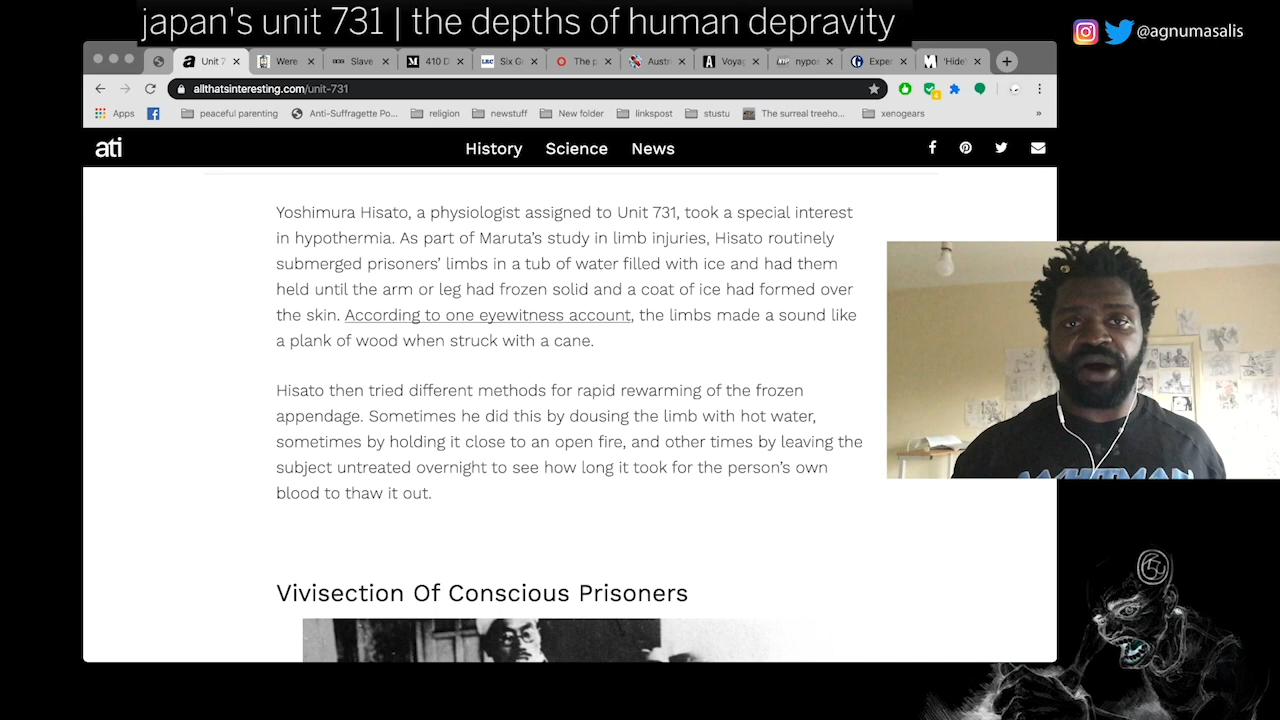 japan's unit 731 | the depths of human depravity
@agnumasalis
Unit 7
Were
Slave
410 D
Six G
The p
Austr
Voyag
nypos
Exper
'Hide'
allthatsinteresting.com/unit-731
Apps
peaceful parenting
Anti-Suffragette Po...
religion
newstuff
New folder
linkspost
stustu
The surreal treeho...
xenogears
»
ati
History Science News
Yoshimura Hisato, a physiologist assigned to Unit 731, took a special interest
in hypothermia. As part of Maruta's study in limb injuries, Hisato routinely
submerged prisoners' limbs in a tub of water filled with ice and had them
held until the arm or leg had frozen solid and a coat of ice had formed over
the skin. According to one eyewitness account, the limbs made a sound like
a plank of wood when struck with a cane.
Hisato then tried different methods for rapid rewarming of the frozen
appendage. Sometimes he did this by dousing the limb with hot water,
sometimes by holding it close to an open fire, and other times by leaving the
subject untreated overnight to see how long it took for the person's own
blood to thaw it out.
Vivisection Of Conscious Prisoners